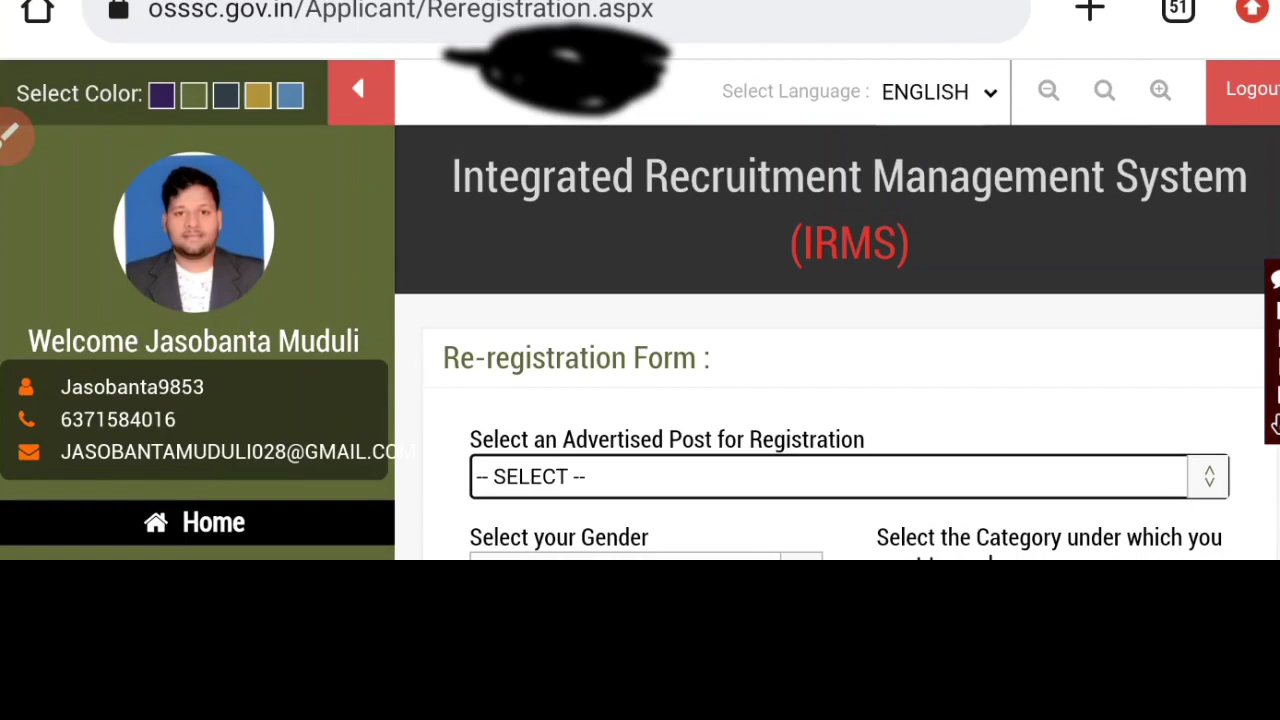 osssc.gov.in/Applicant/Reregistration.aspx
51
Select Color:
Select Language : ENGLISH
Logou
Integrated Recruitment Management System
(IRMS)
Welcome Jasobanta Muduli
Jasobanta9853
6371584016
JASOBANTAMUDULI028@GMAIL.COM
Home
Re-registration Form :
Select an Advertised Post for Registration
-- SELECT --
Select your Gender
Select the Category under which you